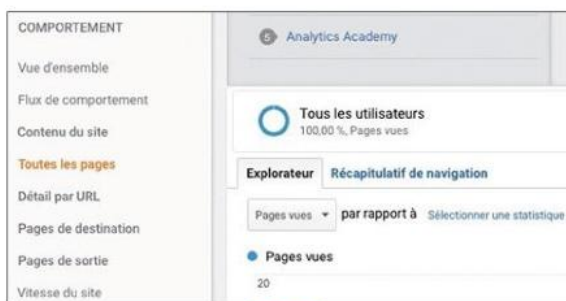 COMPORTEMENT
Vue d'ensemble
Flux de comportement
Contenu du site
Toutes les pages
Détail par URL
Pages de destination
Pages de sortie
Vitesse du site
5 Analytics Academy
Tous les utilisateurs
100,00 %, Pages vues
Explorateur Récapitulatif de navigation
Pages vues par rapport à Sélectionner une statistique
Pages vues
20